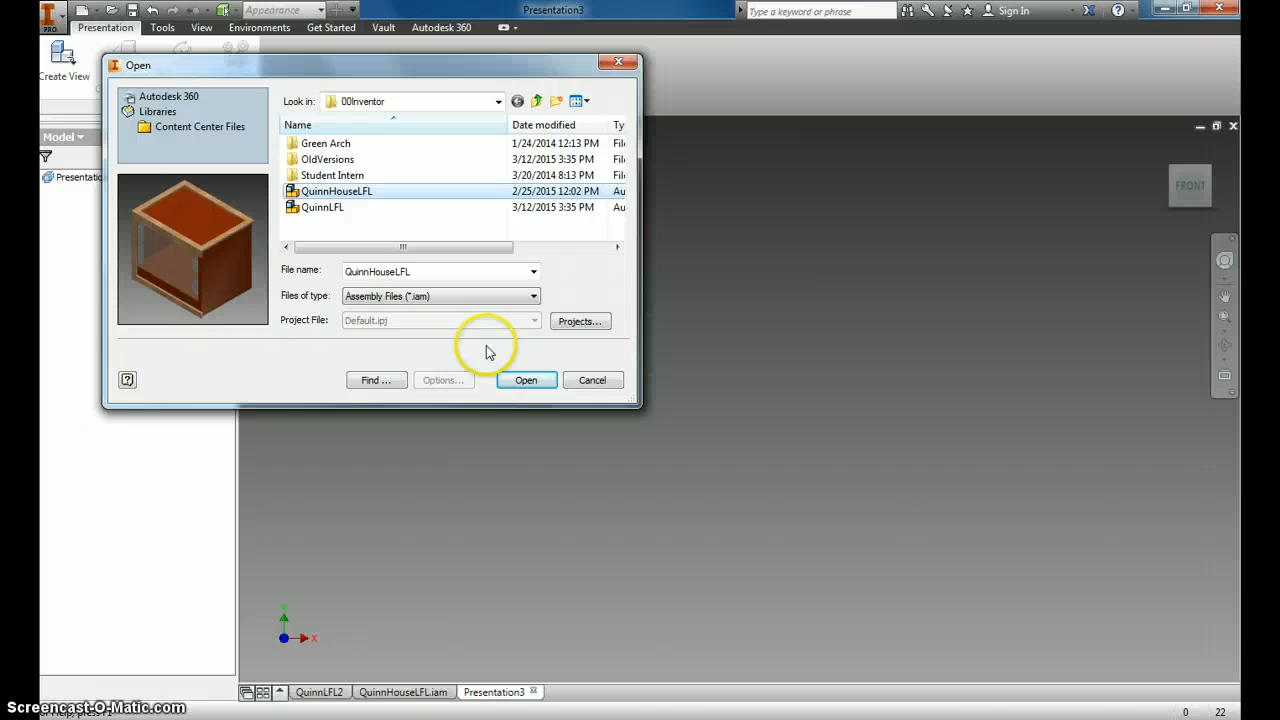 Appearance
Presentation3
Type a keyword or phrase
Sign In
PRO
Presentation Tools View Environments Get Started Vault Autodesk 360
Create View
Open
Autodesk 360
Libraries
Content Center Files
Look in: 00Inventor
Name Date modified Ty
Green Arch 1/24/2014 12:13 PM Fil
OldVersions 3/12/2015 3:35 PM Fil
Student Intern 3/20/2014 8:13 PM Fil
QuinnHouseLFL 2/25/2015 12:02 PM Au
QuinnLFL 3/12/2015 3:35 PM Au
File name: QuinnHouseLFL
Files of type: Assembly Files (*.iam)
Project File: Default.ipj Projects...
Find ... Options... Open Cancel
Model
Presentatio
FRONT
Y
X
QuinnLFL2 QuinnHouseLFL.iam Presentation3
Screencast-O-Matic.com
0 22